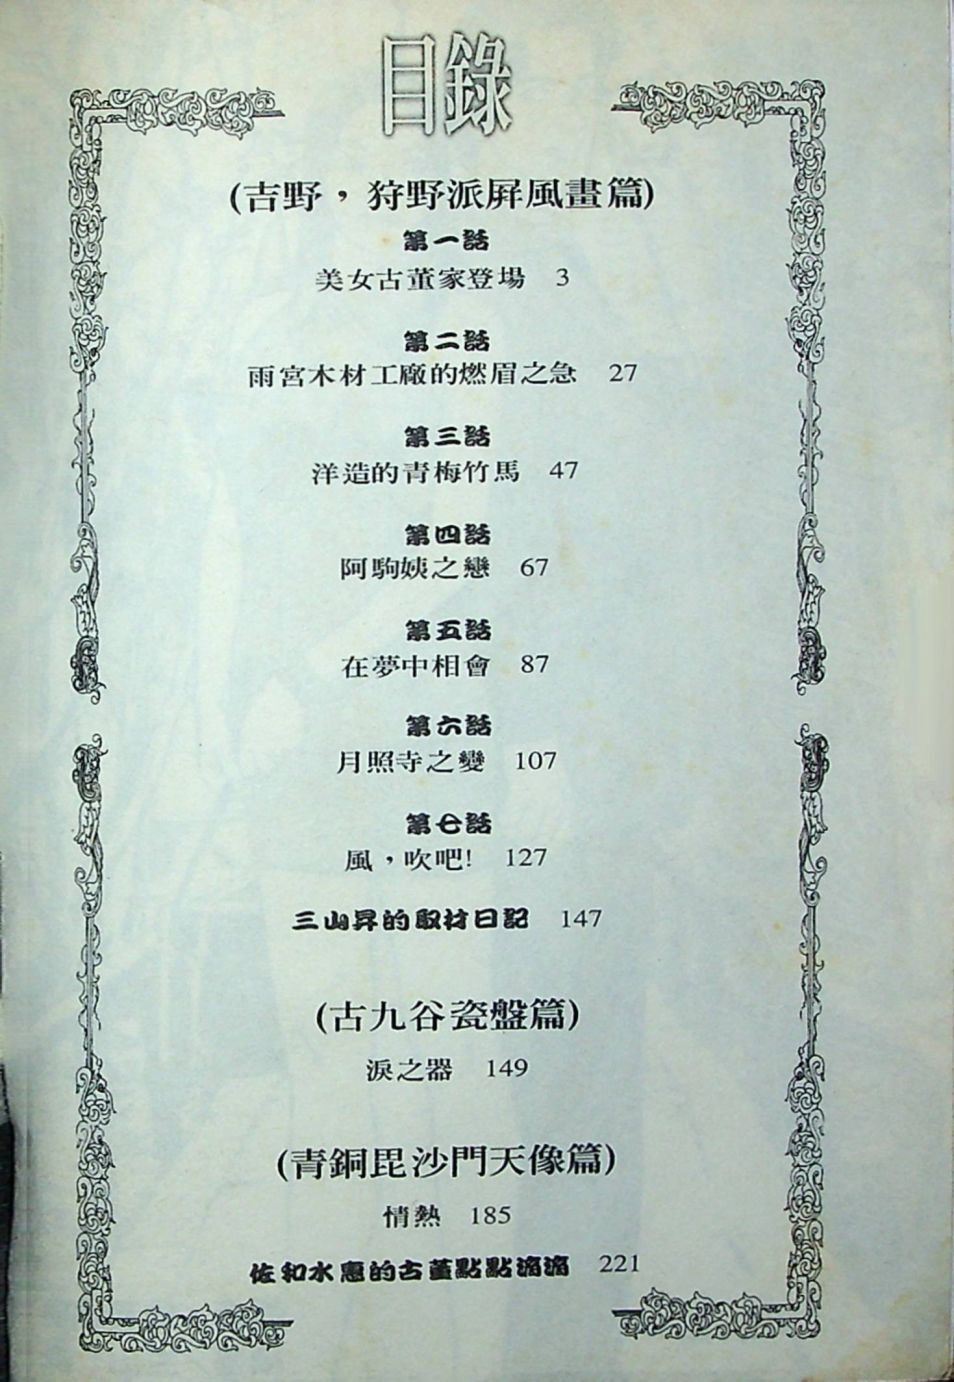 目錄
(吉野，狩野派屏風畫篇)
第一話
美女古董家登場 3
第二話
雨宮木材工廠的燃眉之急 27
第三話
洋造的青梅竹馬 47
第四話
阿駒姨之戀 67
第五話
在夢中相會 87
第六話
月照寺之變 107
第七話
風，吹吧! 127
三山昇的取材日記 147
(古九谷瓷盤篇)
淚之器 149
(青銅毘沙門天像篇)
情熱 185
佐和水惠的古董點點滴滴 221